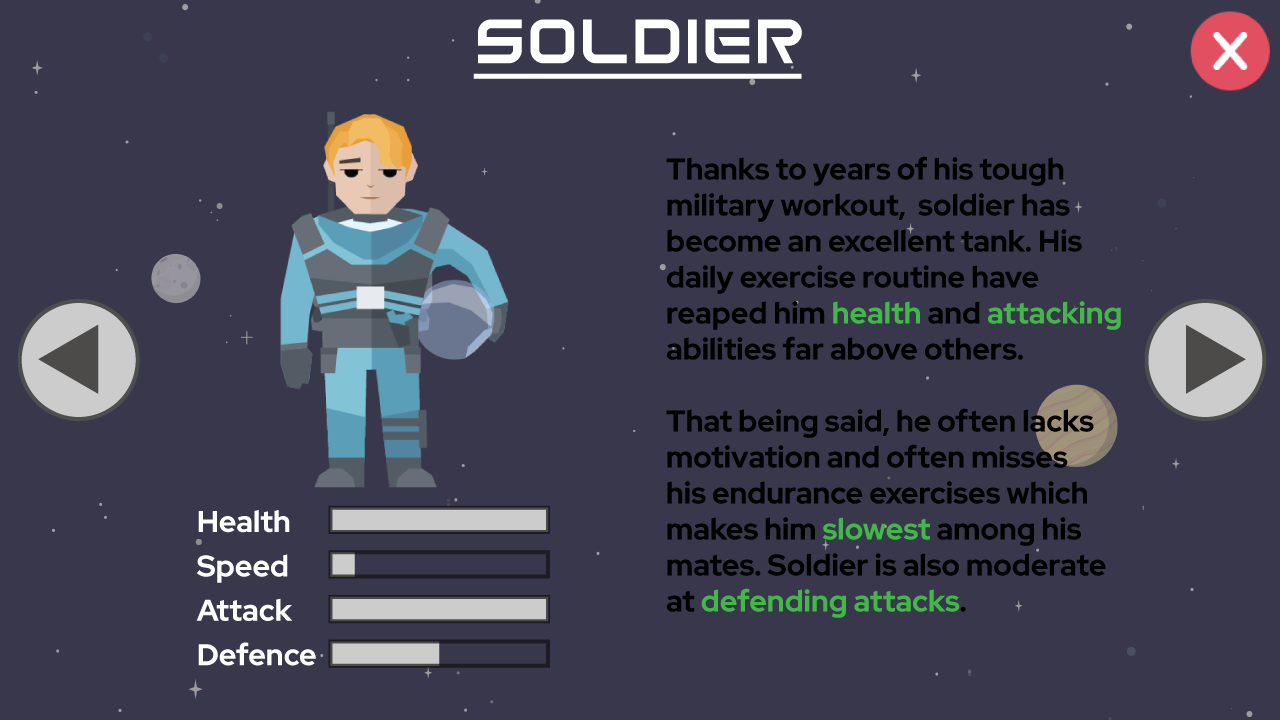 SOLDIER
Thanks to years of his tough
military workout,  soldier has
become an excellent tank. His
daily exercise routine have
reaped him health and attacking
abilities far above others.
That being said, he often lacks
motivation and often misses
his endurance exercises which
makes him slowest among his
mates. Soldier is also moderate
at defending attacks.
Health
Speed
Attack
Defence